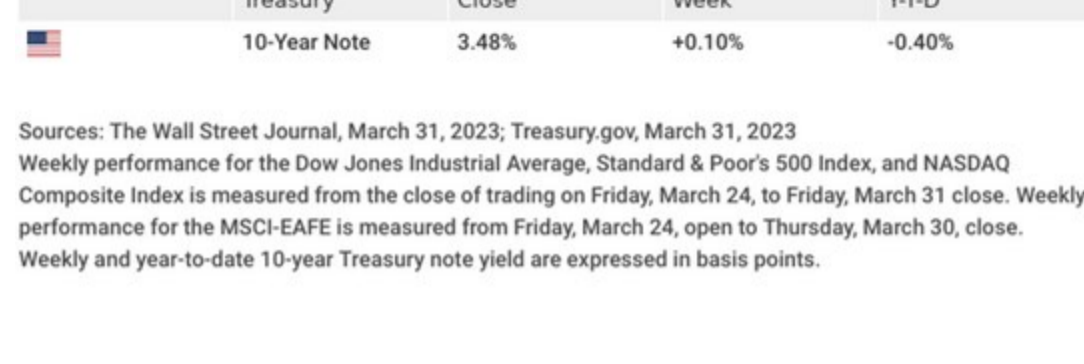 Treasury Close Week Y-T-D
10-Year Note 3.48% +0.10% -0.40%
Sources: The Wall Street Journal, March 31, 2023; Treasury.gov, March 31, 2023
Weekly performance for the Dow Jones Industrial Average, Standard & Poor's 500 Index, and NASDAQ
Composite Index is measured from the close of trading on Friday, March 24, to Friday, March 31 close. Weekly
performance for the MSCI-EAFE is measured from Friday, March 24, open to Thursday, March 30, close.
Weekly and year-to-date 10-year Treasury note yield are expressed in basis points.